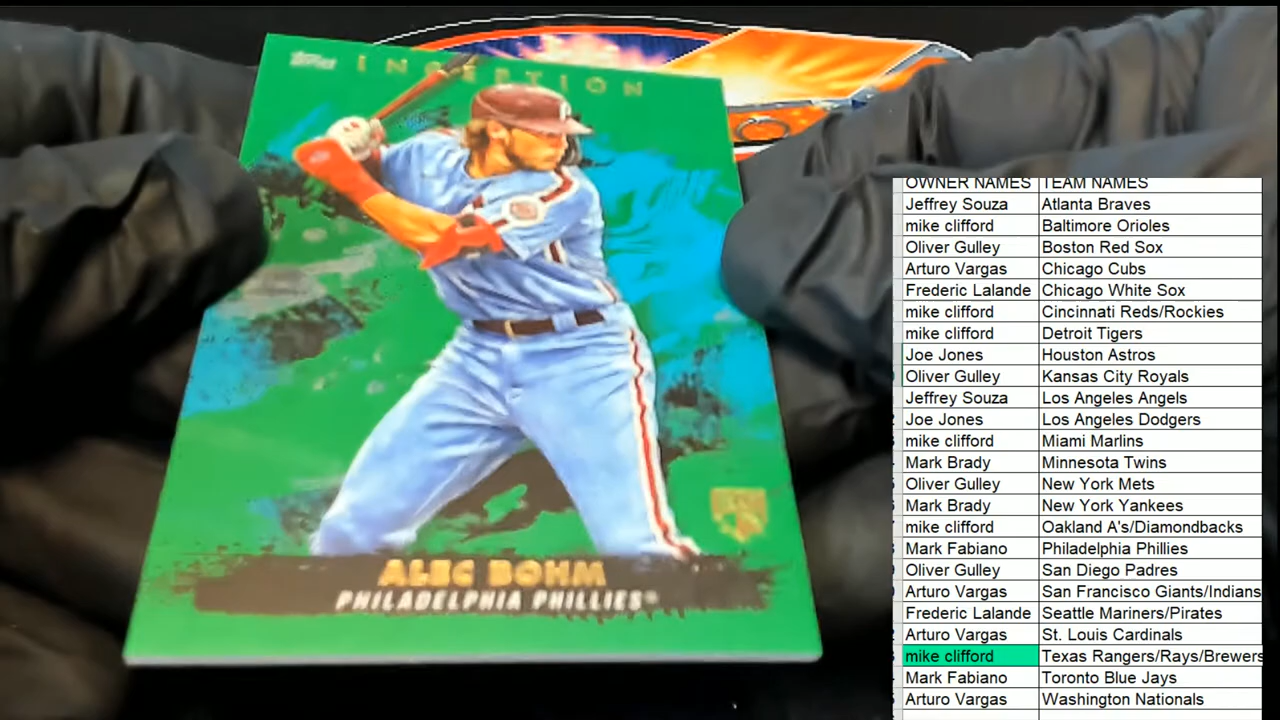 Topps INCEPTION
P
ALEC BOHM
PHILADELPHIA PHILLIES®
OWNER NAMES TEAM NAMES
Jeffrey Souza Atlanta Braves
mike clifford Baltimore Orioles
Oliver Gulley Boston Red Sox
Arturo Vargas Chicago Cubs
Frederic Lalande Chicago White Sox
mike clifford Cincinnati Reds/Rockies
mike clifford Detroit Tigers
Joe Jones Houston Astros
Oliver Gulley Kansas City Royals
Jeffrey Souza Los Angeles Angels
Joe Jones Los Angeles Dodgers
mike clifford Miami Marlins
Mark Brady Minnesota Twins
Oliver Gulley New York Mets
Mark Brady New York Yankees
mike clifford Oakland A's/Diamondbacks
Mark Fabiano Philadelphia Phillies
Oliver Gulley San Diego Padres
Arturo Vargas San Francisco Giants/Indians
Frederic Lalande Seattle Mariners/Pirates
Arturo Vargas St. Louis Cardinals
mike clifford Texas Rangers/Rays/Brewers
Mark Fabiano Toronto Blue Jays
Arturo Vargas Washington Nationals